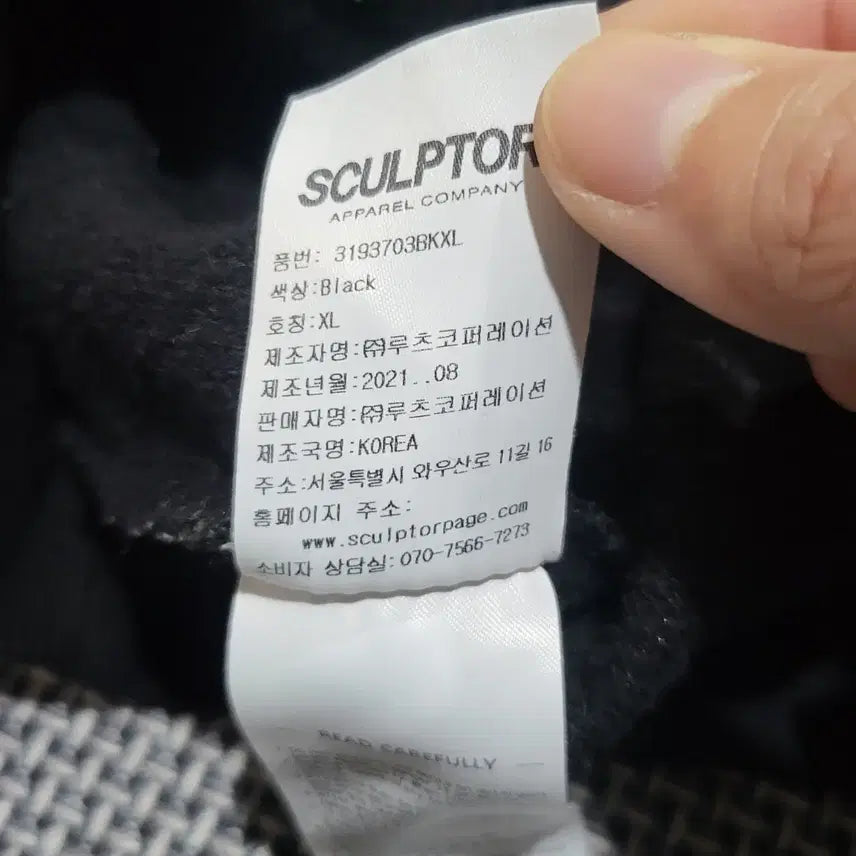 SCULPTOR
APPAREL COMPANY
품번: 3193703BKXL
색상:Black
호칭:XL
제조자명:㈜루츠코퍼레이션
제조년월:2021..08
판매자명:㈜루츠코퍼레이션
제조국명:KOREA
주소:서울특별시 와우산로 11길 16
홈페이지 주소:
www.sculptorpage.com
소비자 상담실:070-7566-7273
READ CAREFULLY